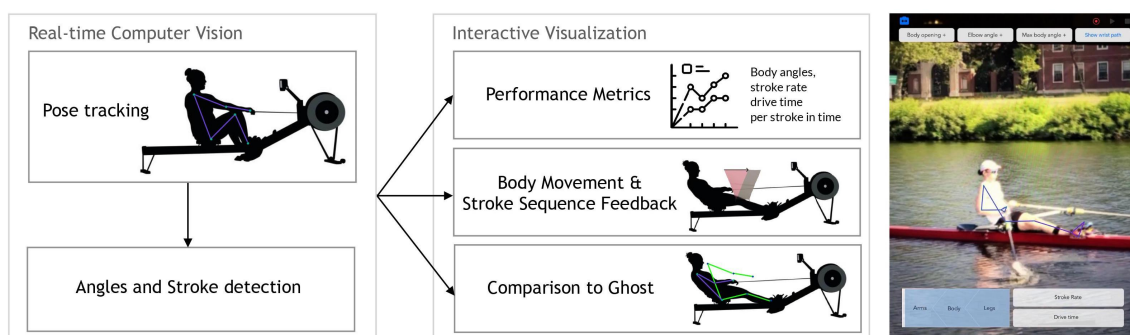 Real-time Computer Vision
Pose tracking
Angles and Stroke detection
Interactive Visualization
Performance Metrics
Body angles,
stroke rate
drive time
per stroke in time
Body Movement &
Stroke Sequence Feedback
Comparison to Ghost
Body opening +
Elbow angle +
Max body angle +
Show wrist path
Arms
Body
Legs
Stroke Rate
Drive time